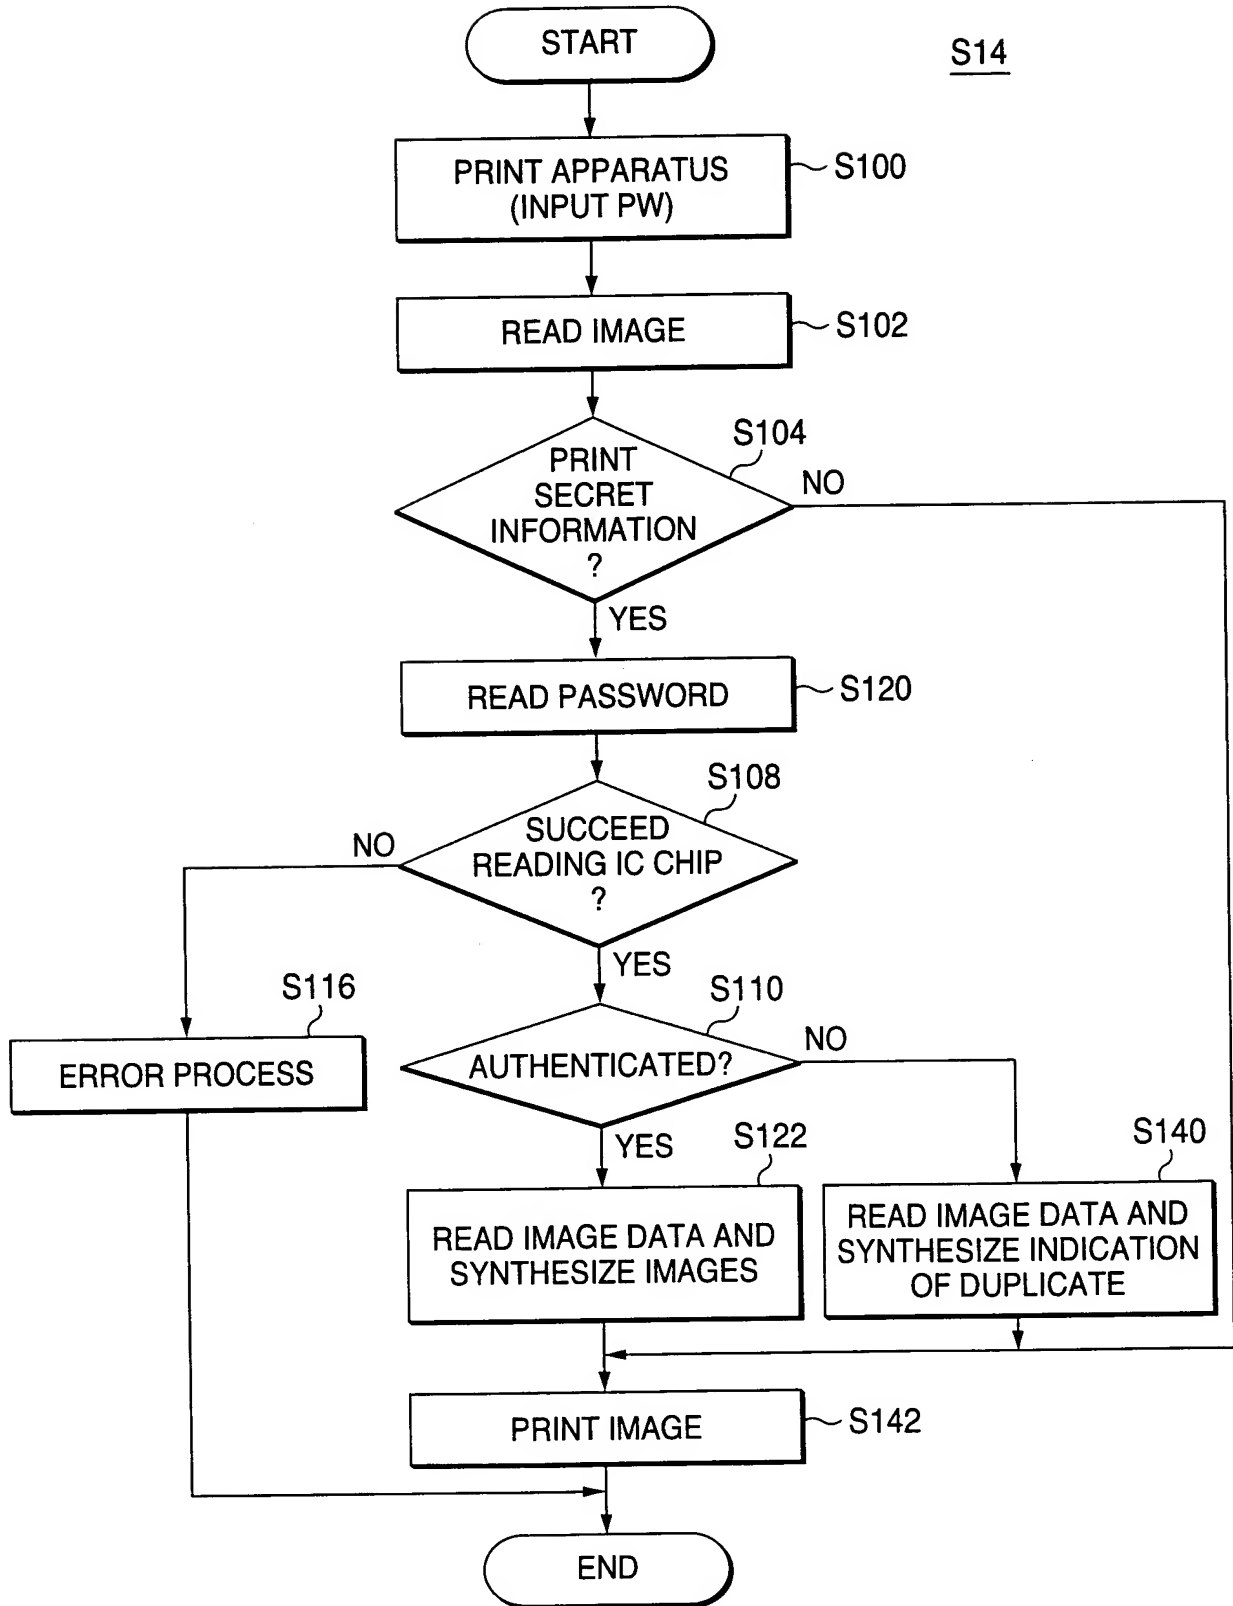 START
S14
PRINT APPARATUS
(INPUT PW)
S100
READ IMAGE
S102
S104
PRINT
SECRET
INFORMATION
?
NO
YES
READ PASSWORD
S120
S108
SUCCEED
READING IC CHIP
?
NO
YES
S116
ERROR PROCESS
S110
AUTHENTICATED?
NO
YES
S122
READ IMAGE DATA AND
SYNTHESIZE IMAGES
S140
READ IMAGE DATA AND
SYNTHESIZE INDICATION
OF DUPLICATE
PRINT IMAGE
S142
END